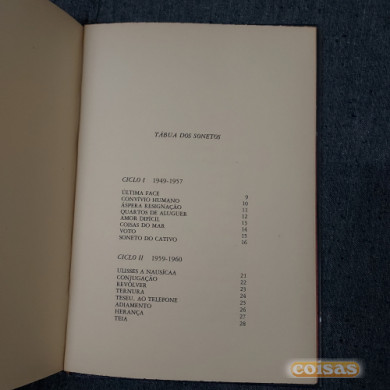 TÁBUA DOS SONETOS
CICLO I 1949-1957
ÚLTIMA FACE 9
CONVÍVIO HUMANO 10
ÁSPERA RESIGNAÇÃO 11
QUARTOS DE ALUGUER 12
AMOR DIFÍCIL 13
COISAS DO MAR 14
VOTO 15
SONETO DO CATIVO 16
CICLO II 1959-1960
ULISSES A NAUSICAA 21
CONJUGAÇÃO 22
REVÓLVER 23
TERNURA 24
TESEU, AO TELEFONE 25
ADIAMENTO 26
HERANÇA 27
TEIA 28
coisas